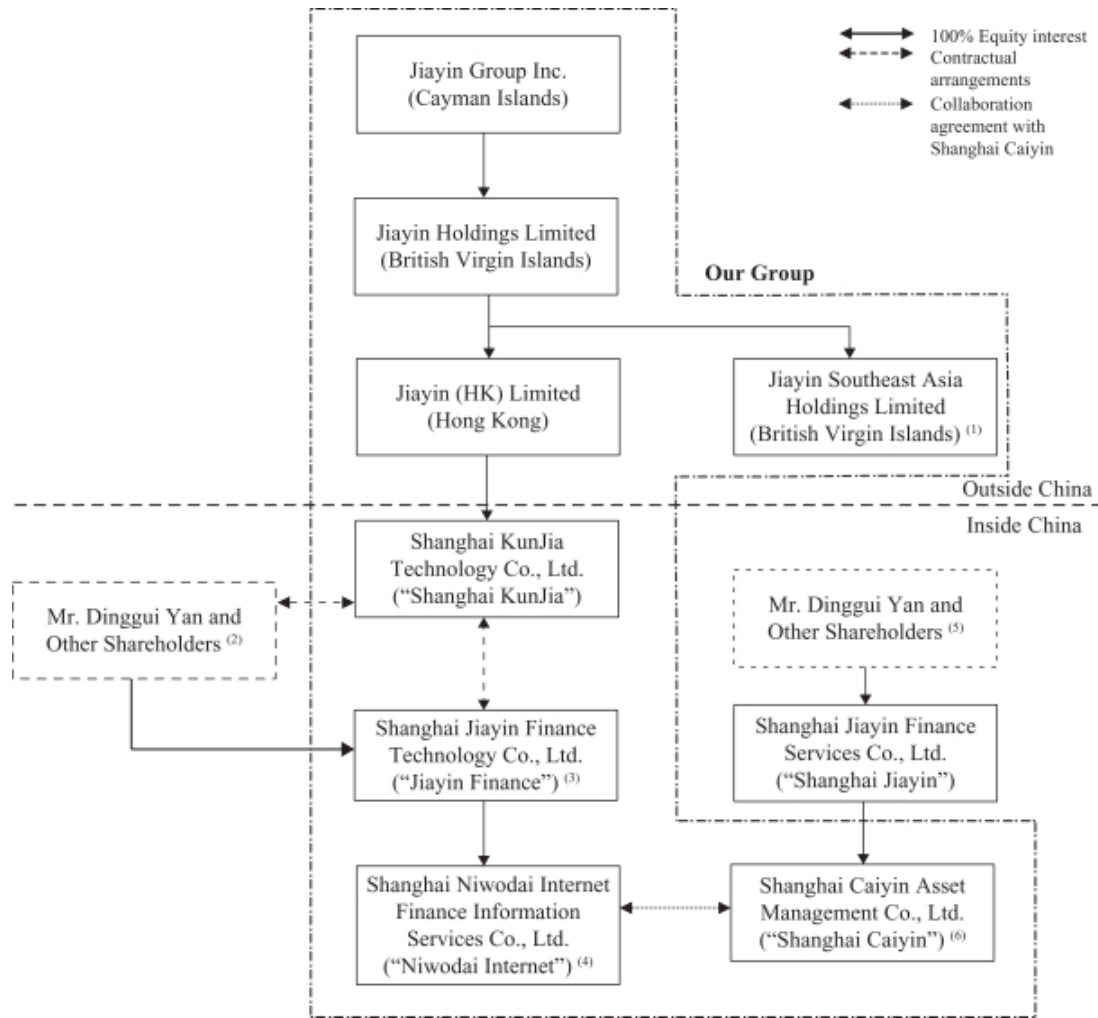 100% Equity interest
Contractual
arrangements
Collaboration
agreement with
Shanghai Caiyin
Jiayin Group Inc.
(Cayman Islands)
Jiayin Holdings Limited
(British Virgin Islands)
Our Group
Jiayin (HK) Limited
(Hong Kong)
Jiayin Southeast Asia
Holdings Limited
(British Virgin Islands) (1)
Outside China
Inside China
Shanghai KunJia
Technology Co., Ltd.
(“Shanghai KunJia”)
Mr. Dinggui Yan and
Other Shareholders (2)
Mr. Dinggui Yan and
Other Shareholders (5)
Shanghai Jiayin Finance
Technology Co., Ltd.
(“Jiayin Finance”) (3)
Shanghai Jiayin Finance
Services Co., Ltd.
(“Shanghai Jiayin”)
Shanghai Niwodai Internet
Finance Information
Services Co., Ltd.
(“Niwodai Internet”) (4)
Shanghai Caiyin Asset
Management Co., Ltd.
(“Shanghai Caiyin”) (6)